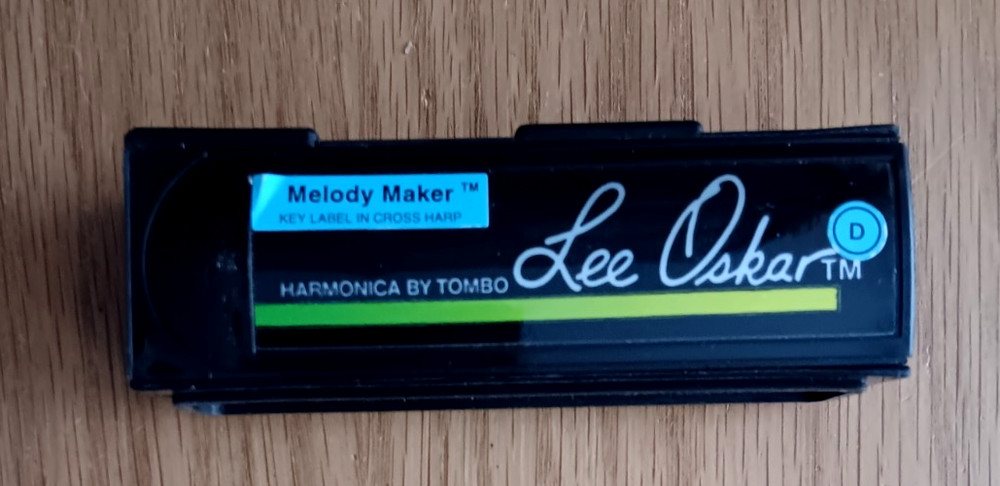 Melody Maker ™
KEY LABEL IN CROSS HARP
Lee Oskar™
D
HARMONICA BY TOMBO